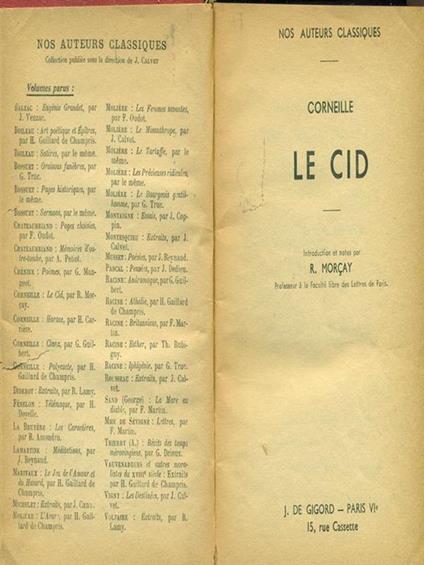 NOS AUTEURS CLASSIQUES
Collection publiée sous la direction de J. CALVET
Volumes parus :
BALZAC : Eugénie Grandet, par
J. Vezzac.
BOILEAU : Art poétique et Épîtres,
par H. Gaillard de Champris.
BOILEAU : Satires, par le même.
BOSSUET : Oraisons funèbres, par
G. Truc.
BOSSUET : Pages historiques, par
le même.
BOSSUET : Sermons, par le même.
CHATEAUBRIAND : Pages choisies,
par F. Oudot.
CHATEAUBRIAND : Mémoires d'outre-tombe,
par A. Petiot.
CHÉNIER : Poèmes, par G. Mangeot.
CORNEILLE : Le Cid, par R. Morçay.
CORNEILLE : Horace, par H. Carrière.
CORNEILLE : Cinna, par G. Guilbert.
CORNEILLE : Polyeucte, par H.
Gaillard de Champris.
DIDEROT : Extraits, par R. Lamy.
FÉNELON : Télémaque, par H.
LA BRUYÈRE : Les Caractères,
par B. Amoudru.
LAMARTINE : Méditations, par
J. Reynaud.
MARIVAUX : Le Jeu de l'Amour et
du Hasard, par H. Gaillard de
Champris.
MICHELET : Extraits, par J.
MOLIÈRE : L'Avare, par H. Gaillard
de Champris.
MOLIÈRE : Les Femmes savantes,
par F. Oudot.
MOLIÈRE : Le Misanthrope, par
J. Calvet.
MOLIÈRE : Le Tartuffe, par le
même.
MOLIÈRE : Les Précieuses ridicules,
par le même.
MOLIÈRE : Le Bourgeois gentilhomme,
par G. Truc.
MONTAIGNE : Essais, par J. Coppin.
MONTESQUIEU : Extraits, par J.
Calvet.
MUSSET : Poésies, par J. Reynaud.
PASCAL : Pensées, par J. Dedieu.
RACINE : Andromaque, par G. Guilbert.
RACINE : Athalie, par H. Gaillard
de Champris.
RACINE : Britannicus, par F. Martin.
RACINE : Esther, par Th.
RACINE : Iphigénie, par G. Truc.
ROUSSEAU : Extraits, par J. Calvet.
SAND (George) : La Mare au
diable, par F. Martin.
MME DE SÉVIGNÉ : Lettres, par
F. Martin.
THIERRY (A.) : Récits des temps
mérovingiens, par G. Drioux.
VAUVENARGUES et autres moralistes
du XVIIIe siècle : Extraits
par H. Gaillard de Champris.
VIGNY : Les Destinées, par J. Calvet.
VOLTAIRE : Extraits, par R.
Lamy.
NOS AUTEURS CLASSIQUES
CORNEILLE
LE CID
Introduction et notes par
R. MORÇAY
Professeur à la Faculté libre des Lettres de Paris.
J. DE GIGORD — PARIS VIe
15, rue Cassette